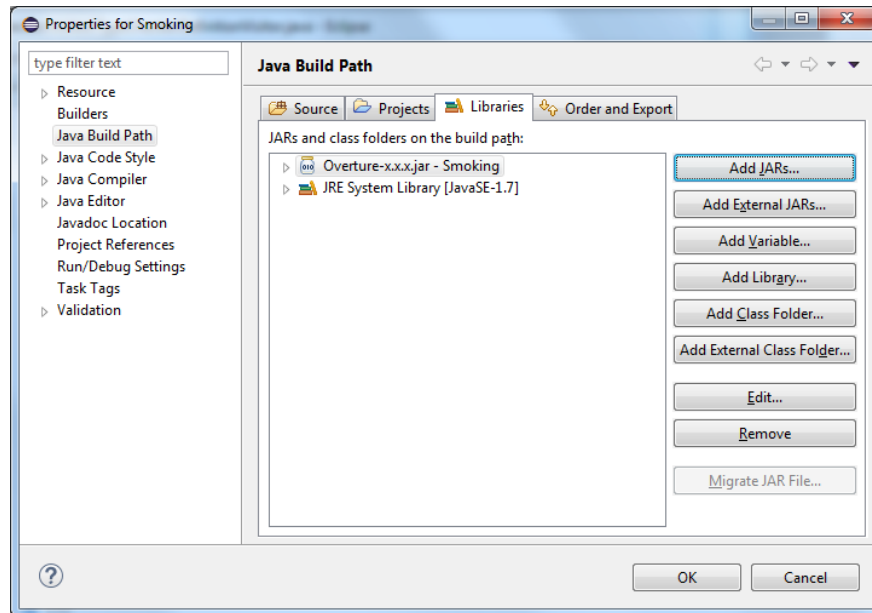 Properties for Smoking
type filter text
Resource
Builders
Java Build Path
Java Code Style
Java Compiler
Java Editor
Javadoc Location
Project References
Run/Debug Settings
Task Tags
Validation
Java Build Path
Source Projects Libraries Order and Export
JARs and class folders on the build path:
Overture-x.x.x.jar - Smoking
JRE System Library [JavaSE-1.7]
Add JARs...
Add External JARs...
Add Variable...
Add Library...
Add Class Folder...
Add External Class Folder...
Edit...
Remove
Migrate JAR File...
OK Cancel